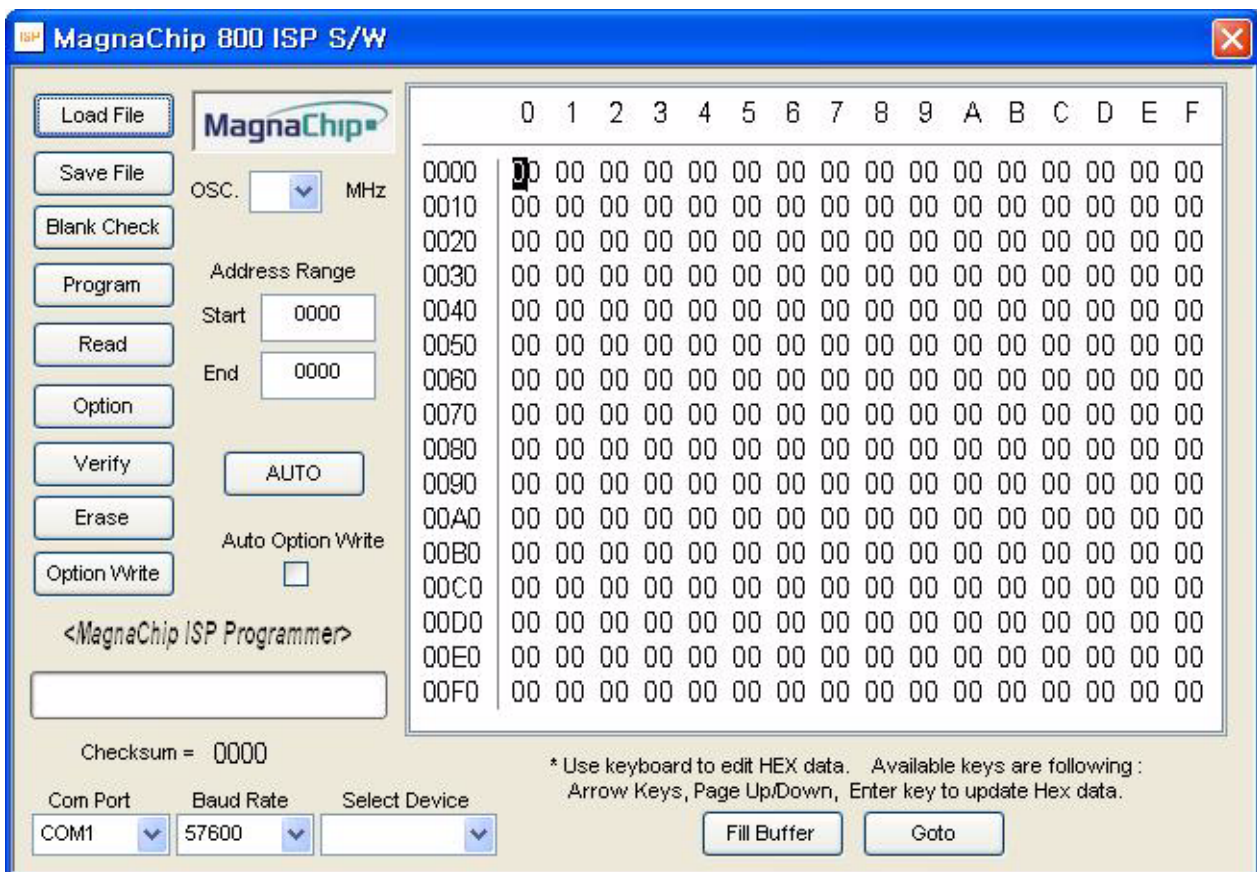 ISP MagnaChip 800 ISP S/W
Load File
Save File
Blank Check
Program
Read
Option
Verify
Erase
Option Write
MagnaChip
OSC. MHz
Address Range
Start 0000
End 0000
AUTO
Auto Option Write
<MagnaChip ISP Programmer>
Checksum = 0000
Com Port Baud Rate Select Device
COM1 57600
0 1 2 3 4 5 6 7 8 9 A B C D E F
0000 00 00 00 00 00 00 00 00 00 00 00 00 00 00 00 00
0010 00 00 00 00 00 00 00 00 00 00 00 00 00 00 00 00
0020 00 00 00 00 00 00 00 00 00 00 00 00 00 00 00 00
0030 00 00 00 00 00 00 00 00 00 00 00 00 00 00 00 00
0040 00 00 00 00 00 00 00 00 00 00 00 00 00 00 00 00
0050 00 00 00 00 00 00 00 00 00 00 00 00 00 00 00 00
0060 00 00 00 00 00 00 00 00 00 00 00 00 00 00 00 00
0070 00 00 00 00 00 00 00 00 00 00 00 00 00 00 00 00
0080 00 00 00 00 00 00 00 00 00 00 00 00 00 00 00 00
0090 00 00 00 00 00 00 00 00 00 00 00 00 00 00 00 00
00A0 00 00 00 00 00 00 00 00 00 00 00 00 00 00 00 00
00B0 00 00 00 00 00 00 00 00 00 00 00 00 00 00 00 00
00C0 00 00 00 00 00 00 00 00 00 00 00 00 00 00 00 00
00D0 00 00 00 00 00 00 00 00 00 00 00 00 00 00 00 00
00E0 00 00 00 00 00 00 00 00 00 00 00 00 00 00 00 00
00F0 00 00 00 00 00 00 00 00 00 00 00 00 00 00 00 00
* Use keyboard to edit HEX data. Available keys are following :
Arrow Keys, Page Up/Down, Enter key to update Hex data.
Fill Buffer Goto